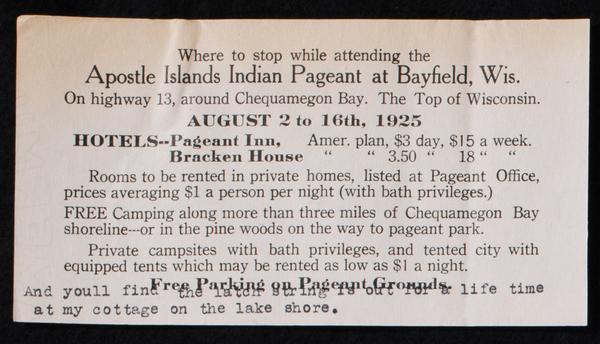 Where to stop while attending the
Apostle Islands Indian Pageant at Bayfield, Wis.
On highway 13, around Chequamegon Bay. The Top of Wisconsin.
AUGUST 2 to 16th, 1925
HOTELS--Pageant Inn, Amer. plan, $3 day, $15 a week.
Bracken House “ “ 3.50 “ 18 “ “
Rooms to be rented in private homes, listed at Pageant Office,
prices averaging $1 a person per night (with bath privileges.)
FREE Camping along more than three miles of Chequamegon Bay
shoreline---or in the pine woods on the way to pageant park.
Private campsites with bath privileges, and tented city with
equipped tents which may be rented as low as $1 a night.
Free Parking on Pageant Grounds.
And youll find the latch string is out for a life time
at my cottage on the lake shore.